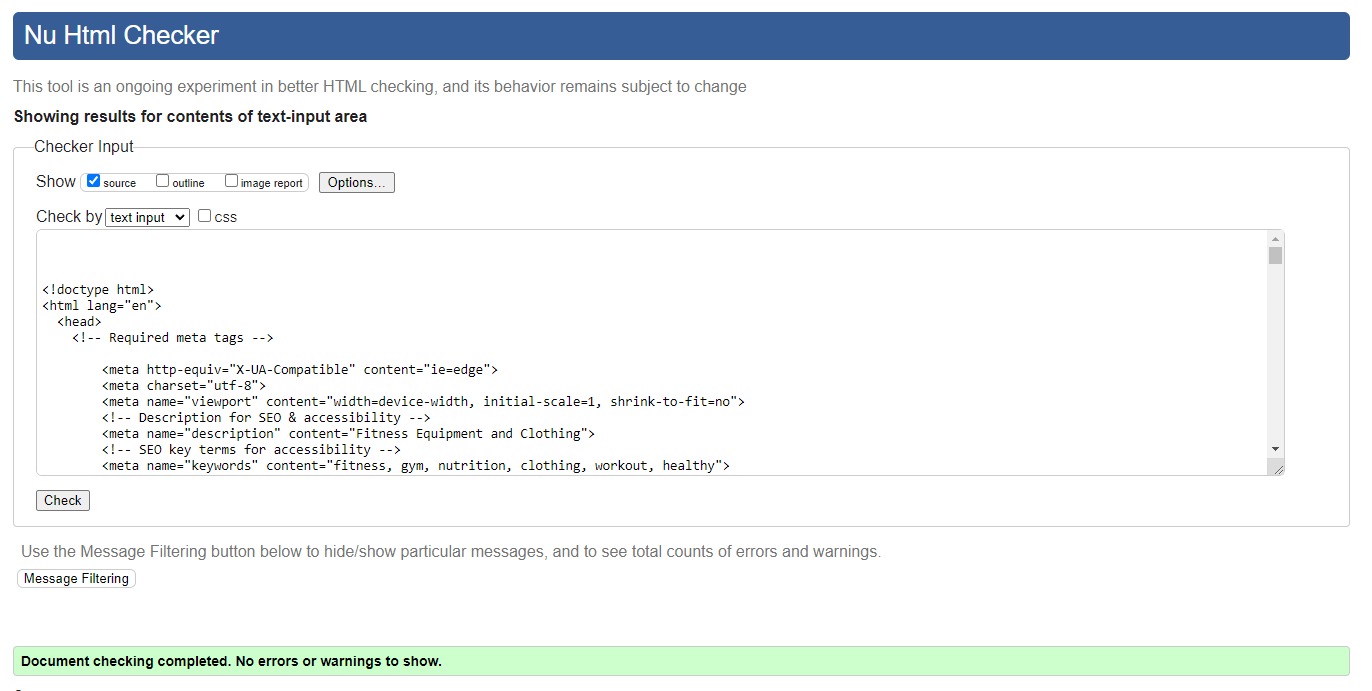 Nu Html Checker
This tool is an ongoing experiment in better HTML checking, and its behavior remains subject to change
Showing results for contents of text-input area
Checker Input
Show source outline image report Options...
Check by text input css
<!doctype html>
<html lang="en">
<head>
<!-- Required meta tags -->
<meta http-equiv="X-UA-Compatible" content="ie=edge">
<meta charset="utf-8">
<meta name="viewport" content="width=device-width, initial-scale=1, shrink-to-fit=no">
<!-- Description for SEO & accessibility -->
<meta name="description" content="Fitness Equipment and Clothing">
<!-- SEO key terms for accessibility -->
<meta name="keywords" content="fitness, gym, nutrition, clothing, workout, healthy">
Check
Use the Message Filtering button below to hide/show particular messages, and to see total counts of errors and warnings.
Message Filtering
Document checking completed. No errors or warnings to show.